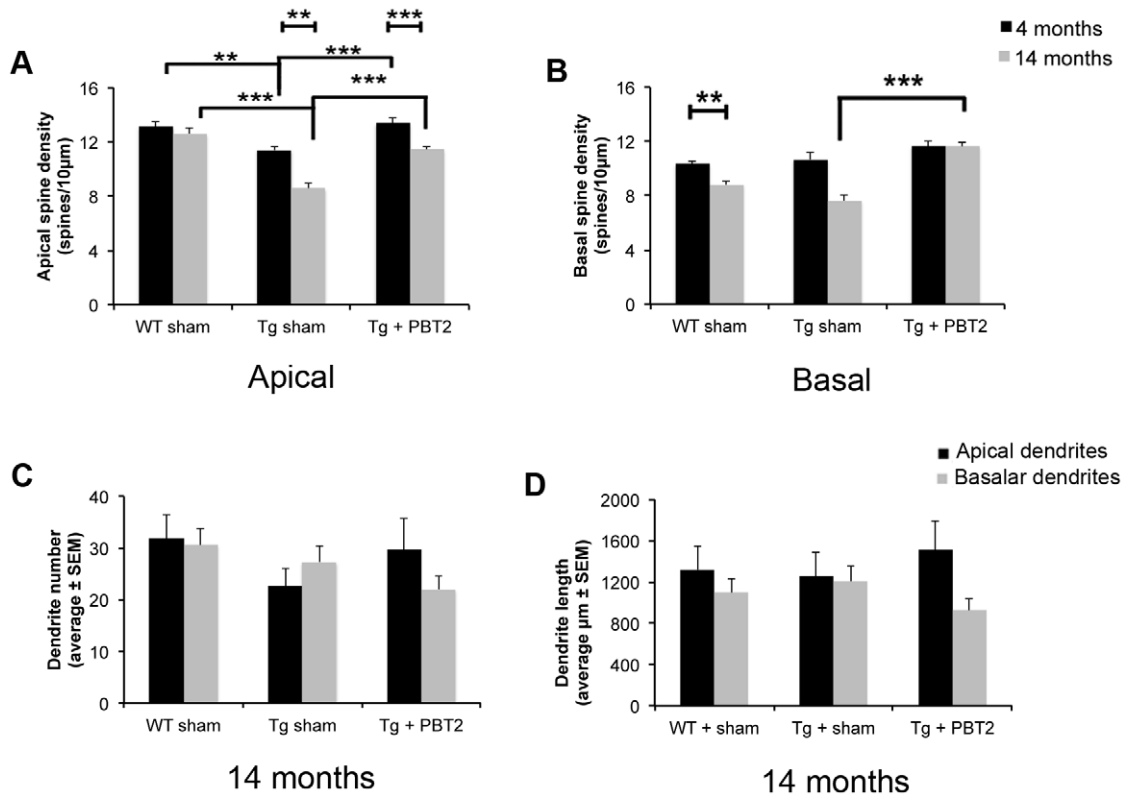 ** ***
4 months
14 months
A
** ***
*** ***
16
12
8
4
0
Apical spine density
(spines/10µm)
WT sham Tg sham Tg + PBT2
Apical
B
** ***
16
12
8
4
0
Basal spine density
(spines/10µm)
WT sham Tg sham Tg + PBT2
Basal
C
40
30
20
10
0
Dendrite number
(average ± SEM)
WT sham Tg sham Tg + PBT2
14 months
Apical dendrites
Basalar dendrites
D
2000
1600
1200
800
400
0
Dendrite length
(average µm ± SEM)
WT + sham Tg + sham Tg + PBT2
14 months